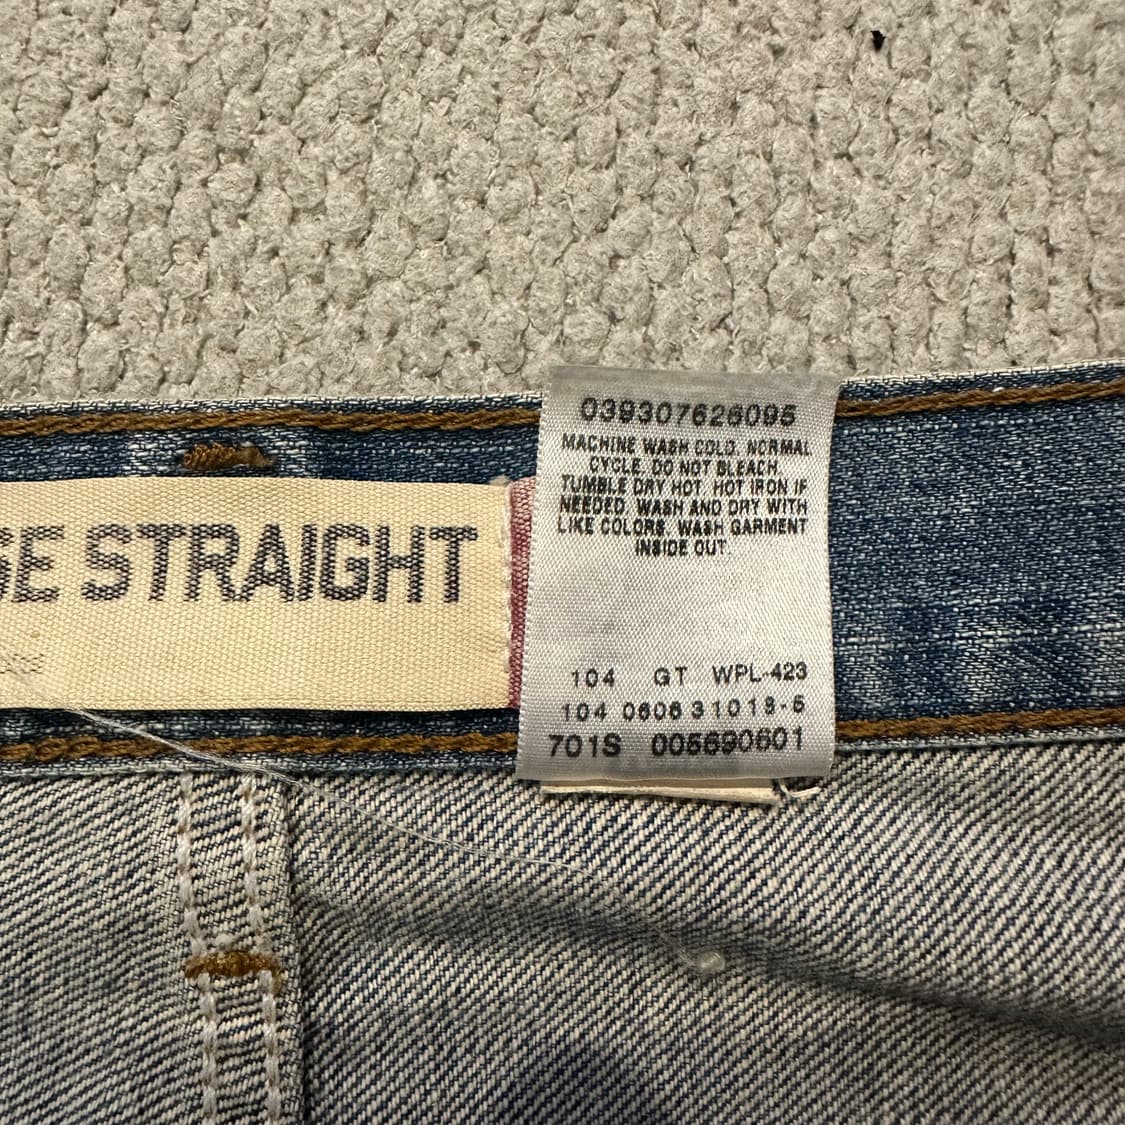 039307626095
MACHINE WASH COLD. NORMAL
CYCLE. DO NOT BLEACH.
TUMBLE DRY HOT. HOT IRON IF
NEEDED. WASH AND DRY WITH
LIKE COLORS. WASH GARMENT
INSIDE OUT.
SE STRAIGHT
104 GT WPL-423
104 0606 31018-5
701S 005690601